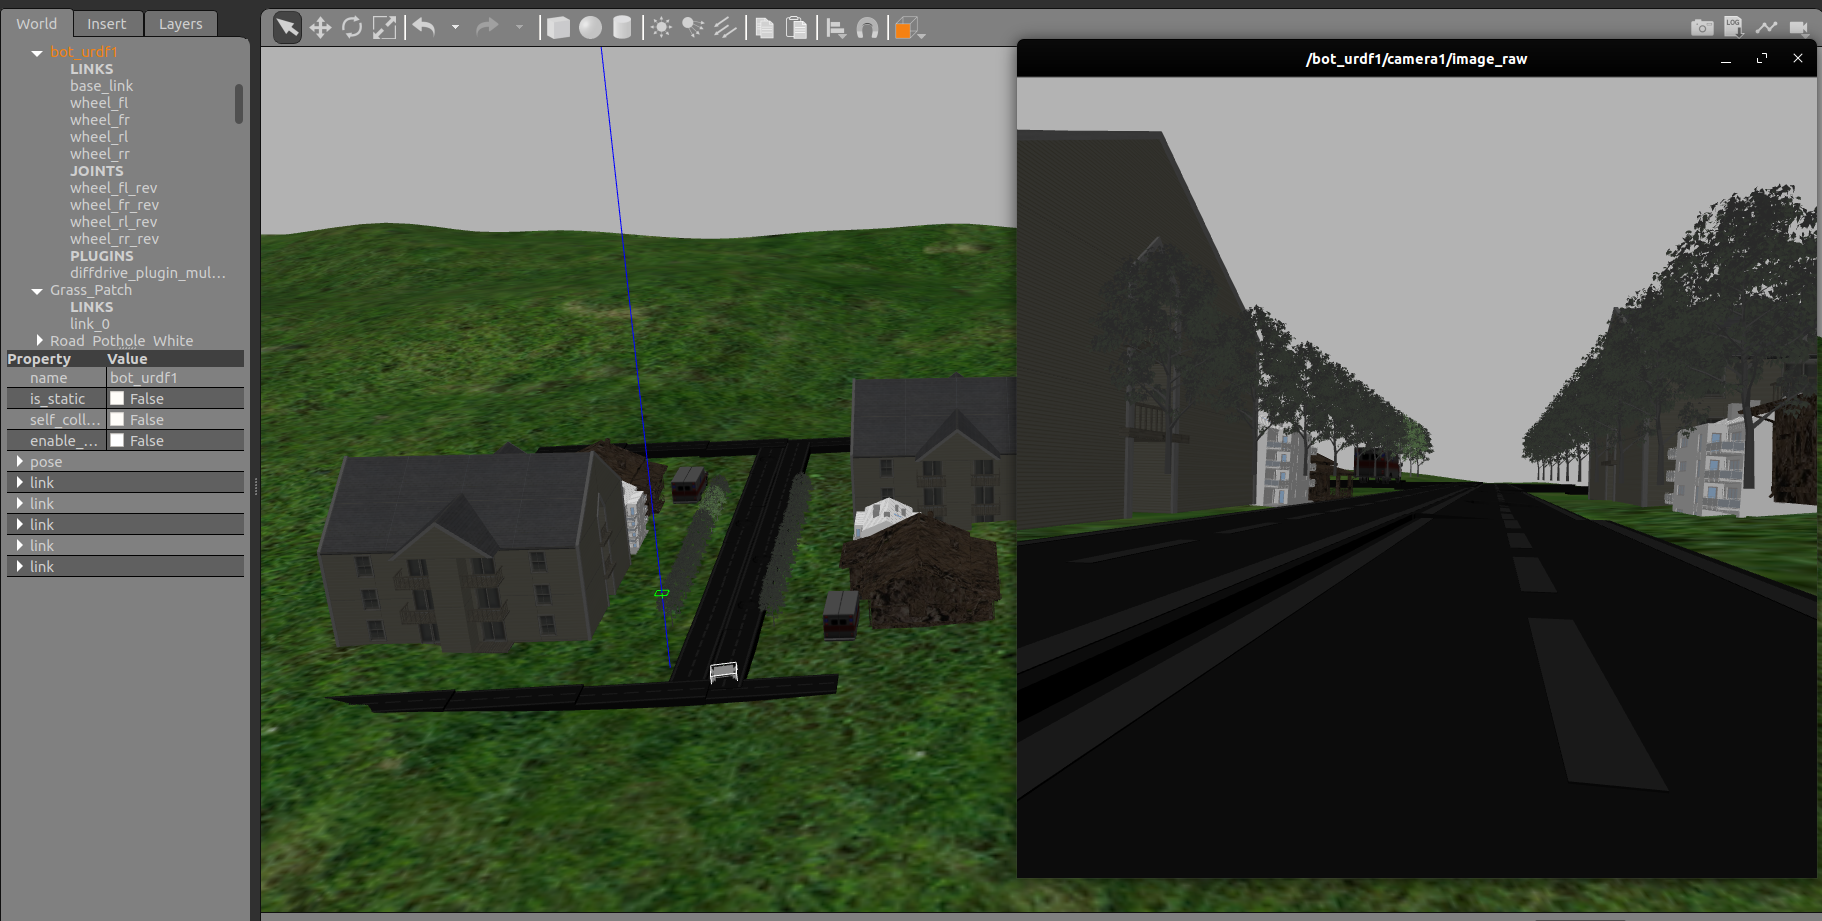 World Insert Layers
bot_urdf1
LINKS
base_link
wheel_fl
wheel_fr
wheel_rl
wheel_rr
JOINTS
wheel_fl_rev
wheel_fr_rev
wheel_rl_rev
wheel_rr_rev
PLUGINS
diffdrive_plugin_mul...
Grass_Patch
LINKS
link_0
Road_Pothole_White
Property Value
name bot_urdf1
is_static False
self_coll... False
enable_... False
pose
link
link
link
link
link
LOG
/bot_urdf1/camera1/image_raw